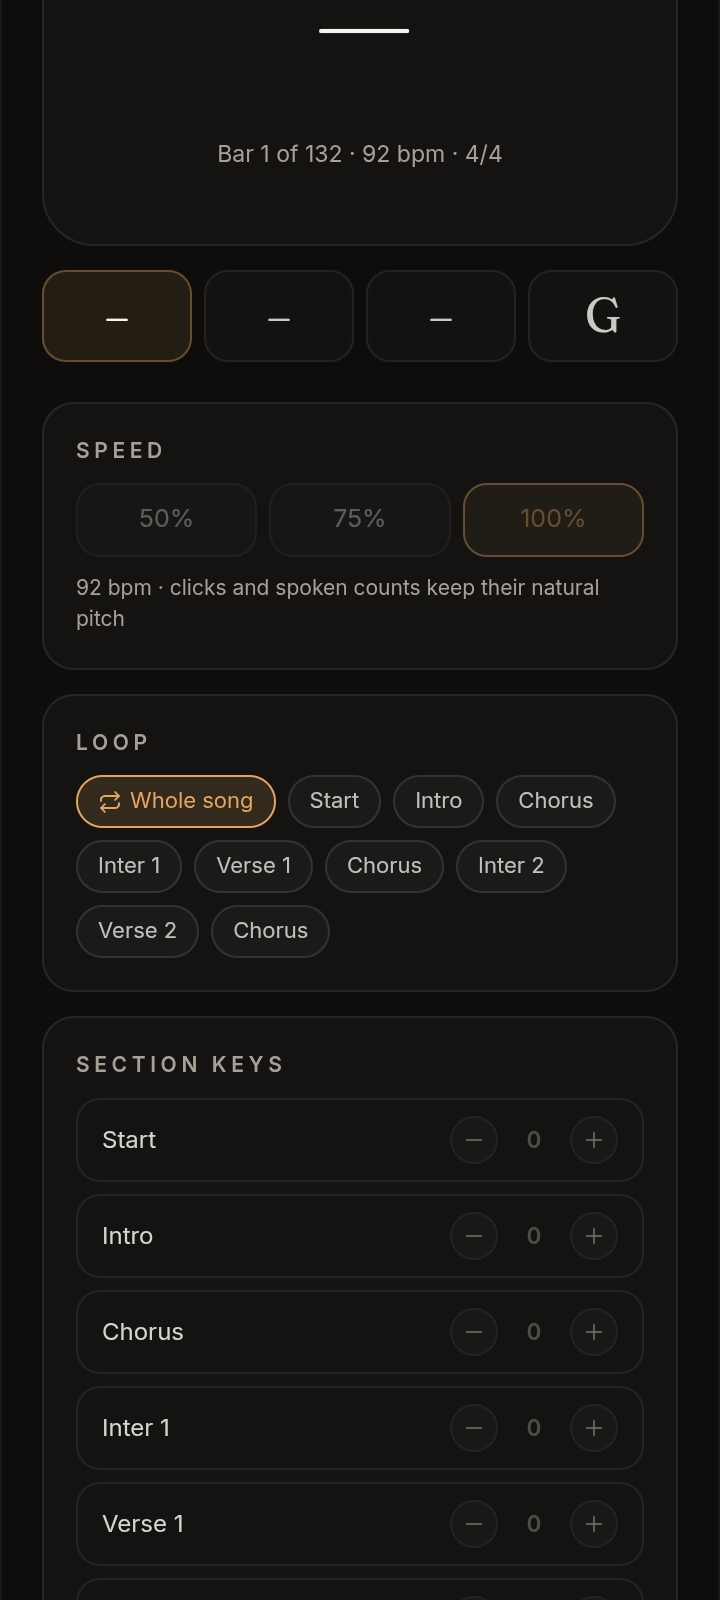 —
Bar 1 of 132 · 92 bpm · 4/4
– – – G
SPEED
50% 75% 100%
92 bpm · clicks and spoken counts keep their natural
pitch
LOOP
Whole song Start Intro Chorus
Inter 1 Verse 1 Chorus Inter 2
Verse 2 Chorus
SECTION KEYS
Start − 0 +
Intro − 0 +
Chorus − 0 +
Inter 1 − 0 +
Verse 1 − 0 +